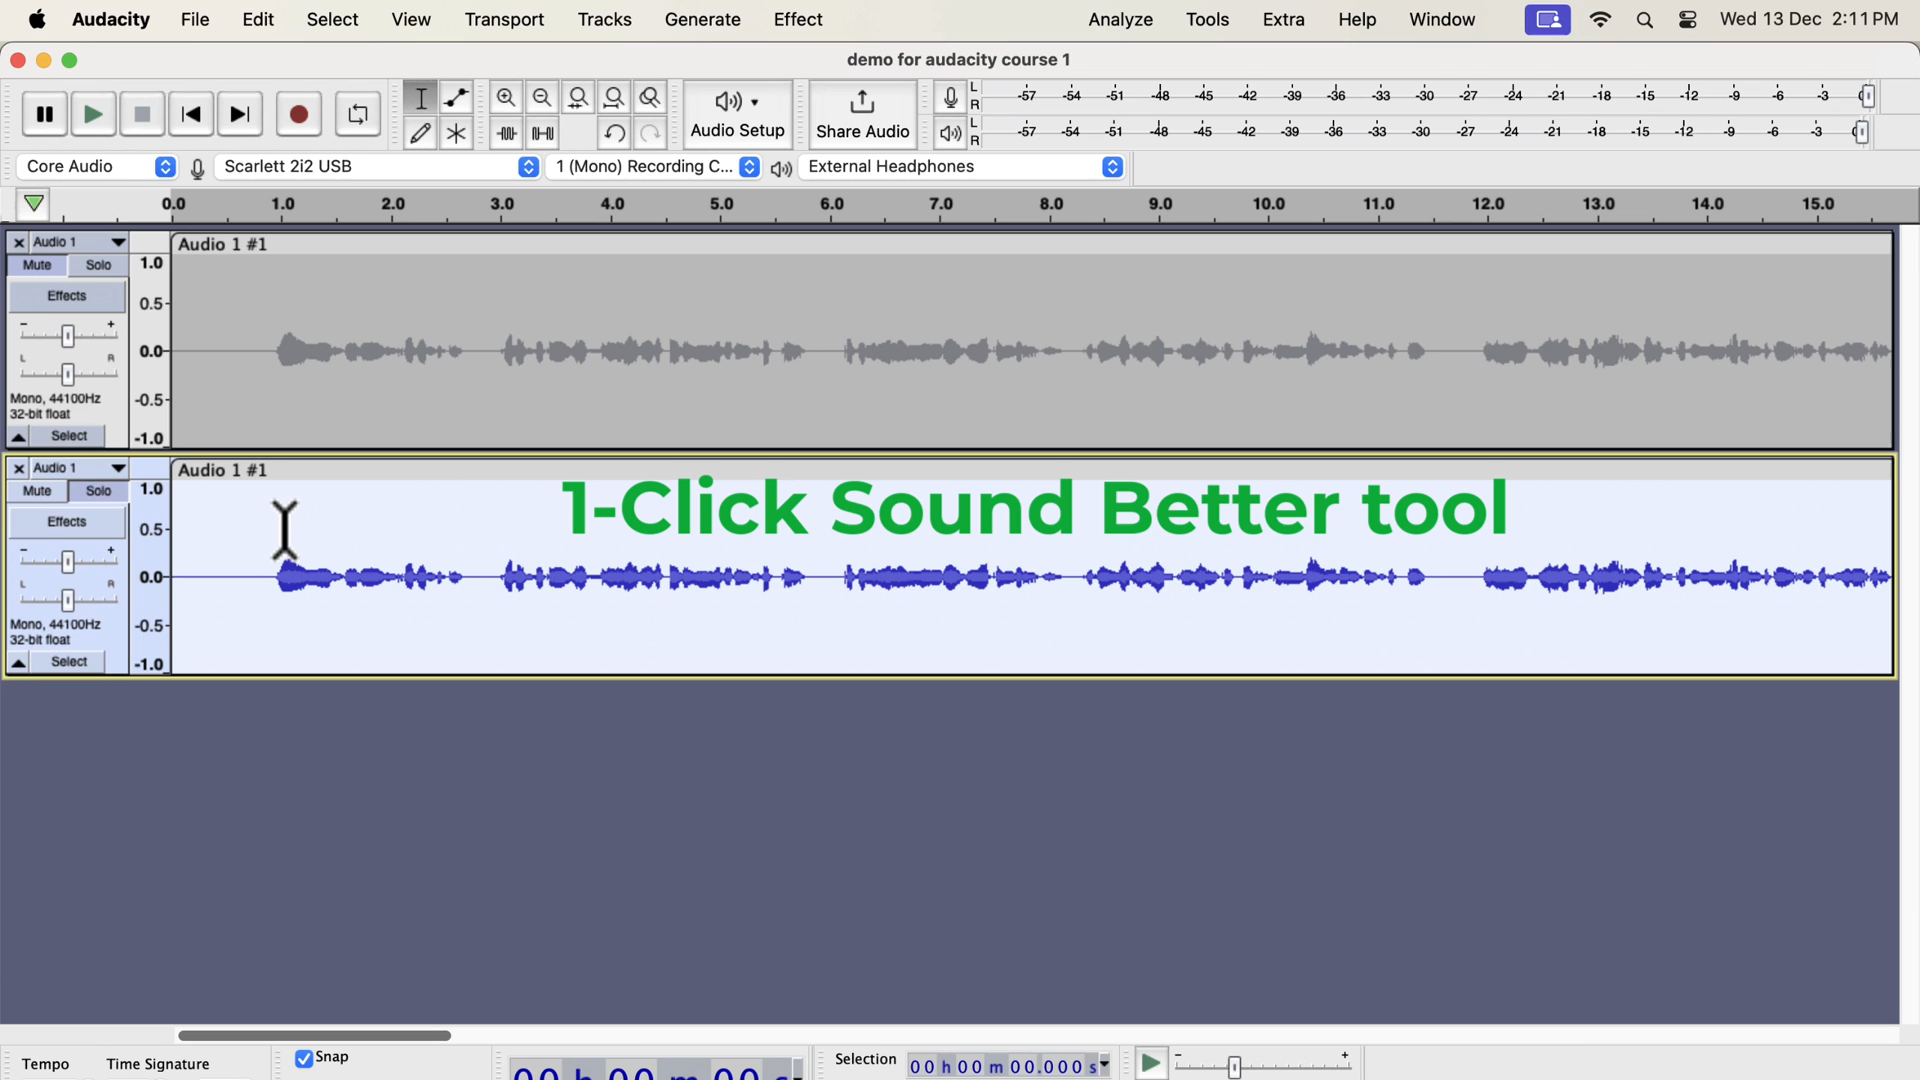 Audacity File Edit Select View Transport Tracks Generate Effect Analyze Tools Extra Help Window Wed 13 Dec 2:11 PM
demo for audacity course 1
L
-57 -54 -51 -48 -45 -42 -39 -36 -33 -30 -27 -24 -21 -18 -15 -12 -9 -6 -3 0
R
Audio Setup Share Audio
L
-57 -54 -51 -48 -45 -42 -39 -36 -33 -30 -27 -24 -21 -18 -15 -12 -9 -6 -3
R
Core Audio Scarlett 2i2 USB 1 (Mono) Recording C... External Headphones
0.0 1.0 2.0 3.0 4.0 5.0 6.0 7.0 8.0 9.0 10.0 11.0 12.0 13.0 14.0 15.0
Audio 1 Audio 1 #1
Mute Solo 1.0
Effects 0.5
- +
L R 0.0
Mono, 44100Hz -0.5
32-bit float
Select -1.0
Audio 1 Audio 1 #1
Mute Solo 1.0
1-Click Sound Better tool
Effects 0.5
- +
L R 0.0
Mono, 44100Hz -0.5
32-bit float
Select -1.0
Tempo Time Signature Snap 00 h 00 m 00 s Selection 00 h 00 m 00.000 s - +